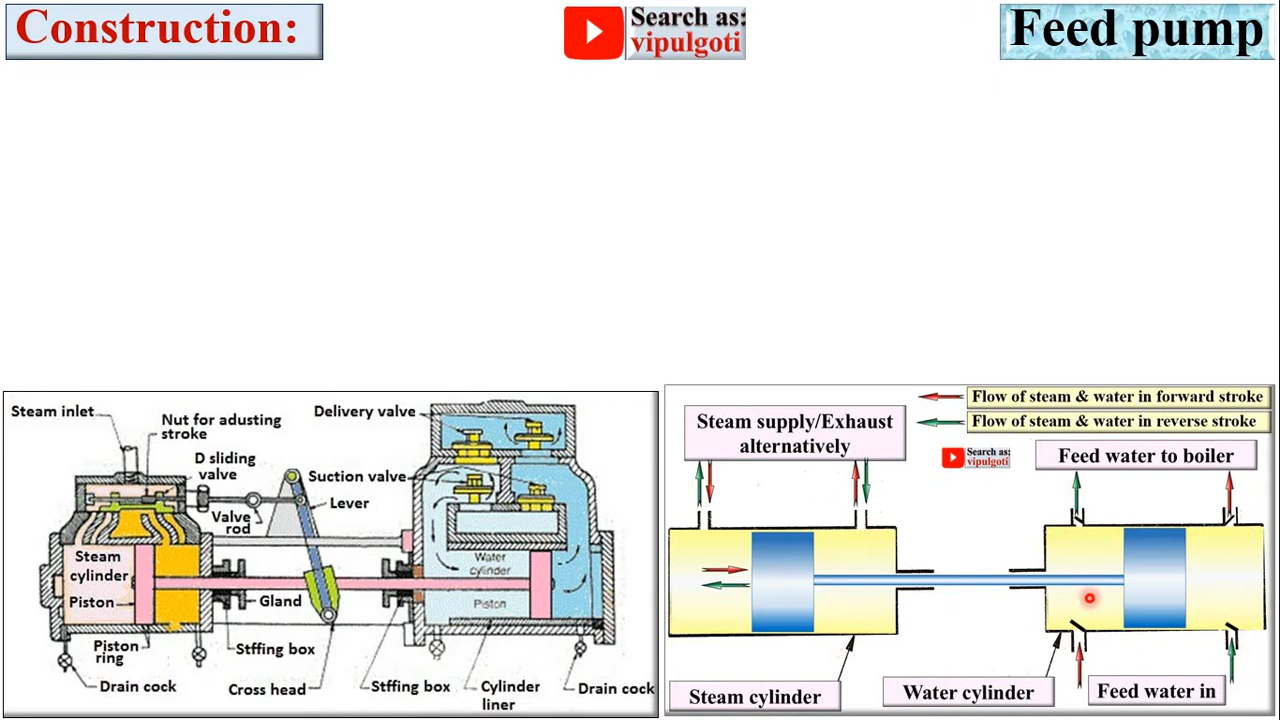 Construction:
Search as:
vipulgoti
Feed pump
Steam inlet
Nut for adusting
stroke
D sliding
valve
Valve
rod
Delivery valve
Suction valve
Lever
Steam
cylinder
Piston
Gland
Water
cylinder
Piston
Piston
ring
Stffing box
Drain cock
Cross head
Stffing box
Cylinder
liner
Drain cock
Flow of steam & water in forward stroke
Flow of steam & water in reverse stroke
Steam supply/Exhaust
alternatively
Search as:
vipulgoti
Feed water to boiler
Steam cylinder
Water cylinder
Feed water in